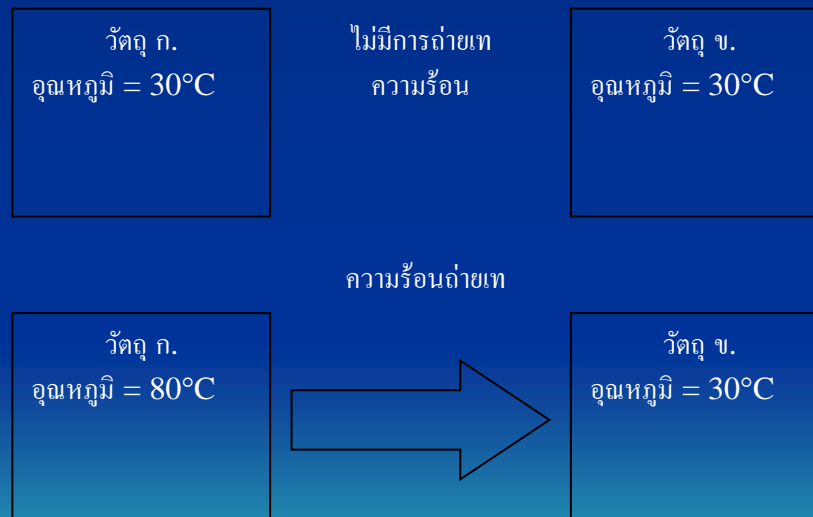 วัตถุ ก.
อุณหภูมิ = 30°C
ไม่มีการถ่ายเท
ความร้อน
วัตถุ ข.
อุณหภูมิ = 30°C
ความร้อนถ่ายเท
วัตถุ ก.
อุณหภูมิ = 80°C
วัตถุ ข.
อุณหภูมิ = 30°C